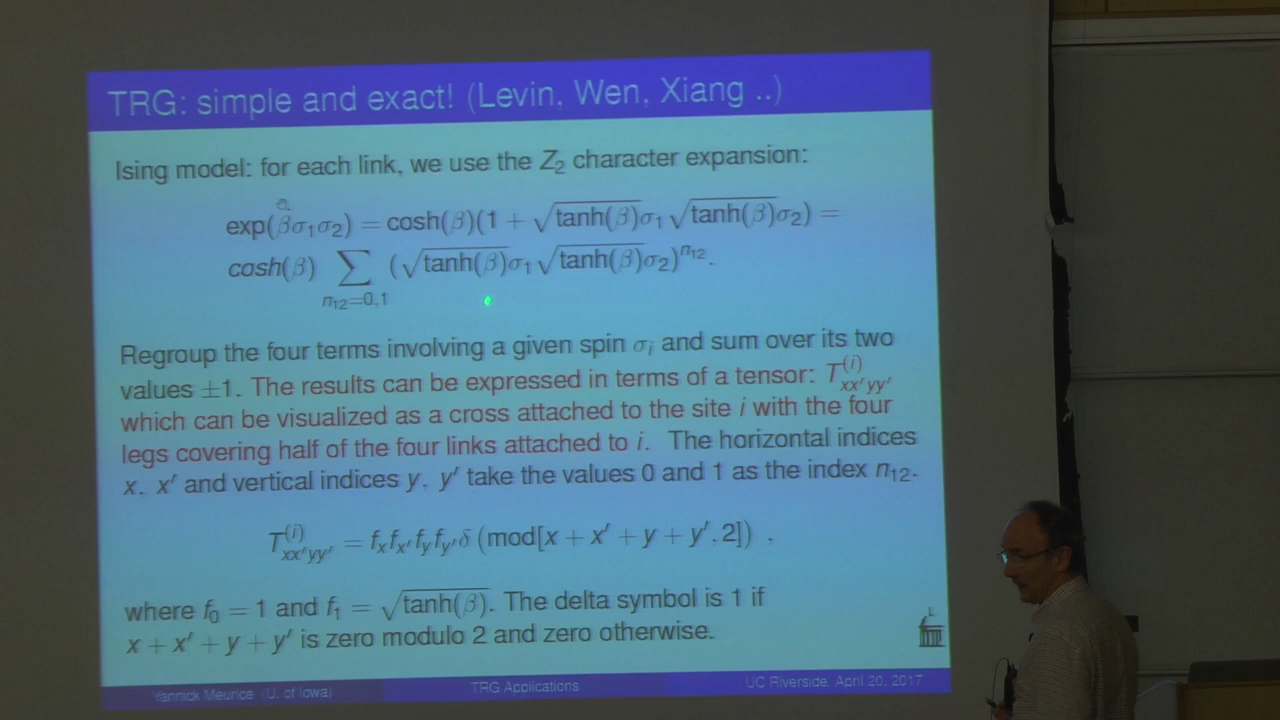 TRG: simple and exact! (Levin, Wen, Xiang ..)
Ising model: for each link, we use the Z₂ character expansion:
exp(βσ₁σ₂) = cosh(β)(1 + √tanh(β)σ₁√tanh(β)σ₂) =
cosh(β) ∑ (√tanh(β)σ₁√tanh(β)σ₂)ⁿ¹².
n₁₂=0,1
Regroup the four terms involving a given spin σᵢ and sum over its two
values ±1. The results can be expressed in terms of a tensor: T⁽ⁱ⁾xx′yy′
which can be visualized as a cross attached to the site i with the four
legs covering half of the four links attached to i. The horizontal indices
x, x′ and vertical indices y, y′ take the values 0 and 1 as the index n₁₂.
T⁽ⁱ⁾xx′yy′ = fₓfₓ′fyfy′δ (mod[x + x′ + y + y′, 2]) .
where f₀ = 1 and f₁ = √tanh(β). The delta symbol is 1 if
x + x′ + y + y′ is zero modulo 2 and zero otherwise.
Yannick Meurice (U. of Iowa) TRG Applications UC Riverside, April 20, 2017